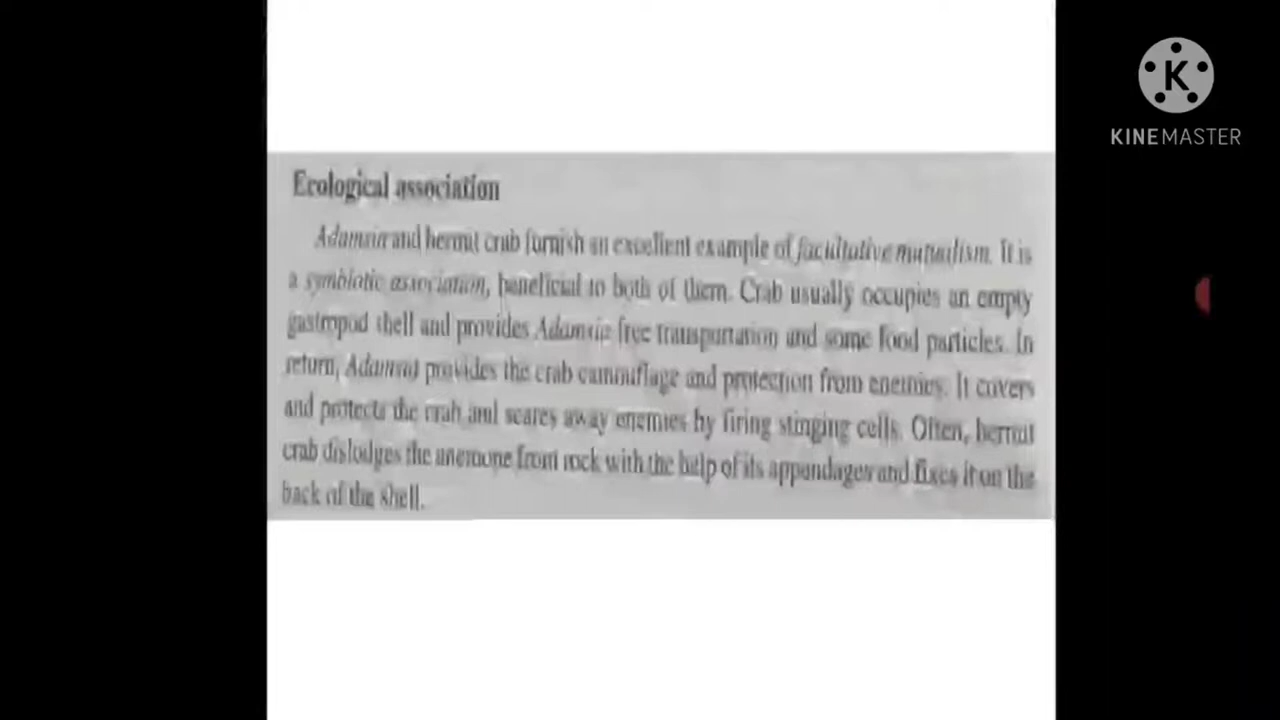 Ecological association
Adamsia and hermit crab furnish an excellent example of facultative mutualism. It is
a symbiotic association, beneficial to both of them. Crab usually occupies an empty
gastropod shell and provides Adamsia free transportation and some food particles. In
return, Adamsia provides the crab camouflage and protection from enemies. It covers
and protects the crab and scares away enemies by firing stinging cells. Often, hermit
crab dislodges the anemone from rock with the help of its appendages and fixes it on the
back of the shell.
K
KINEMASTER